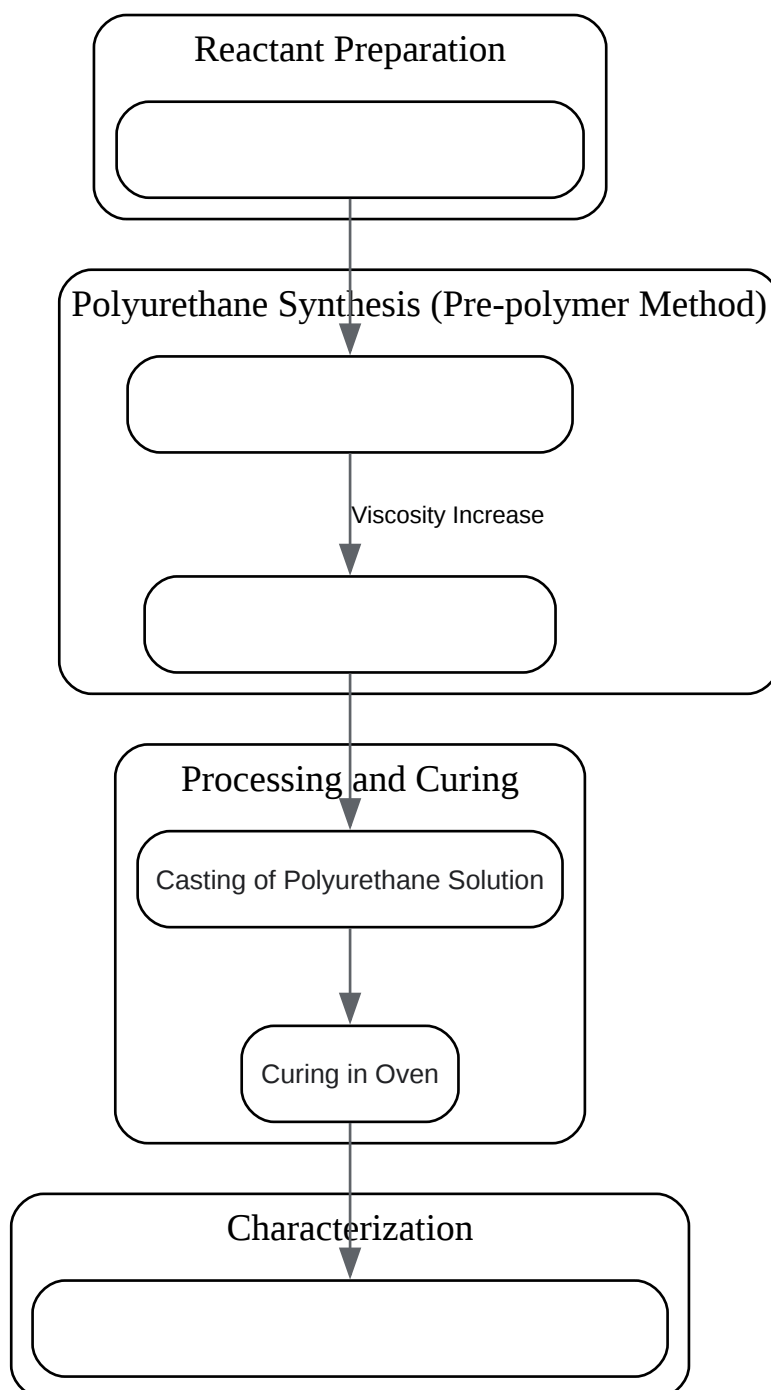 Reactant Preparation
Polyurethane Synthesis (Pre-polymer Method)
Viscosity Increase
Processing and Curing
Casting of Polyurethane Solution
Curing in Oven
Characterization